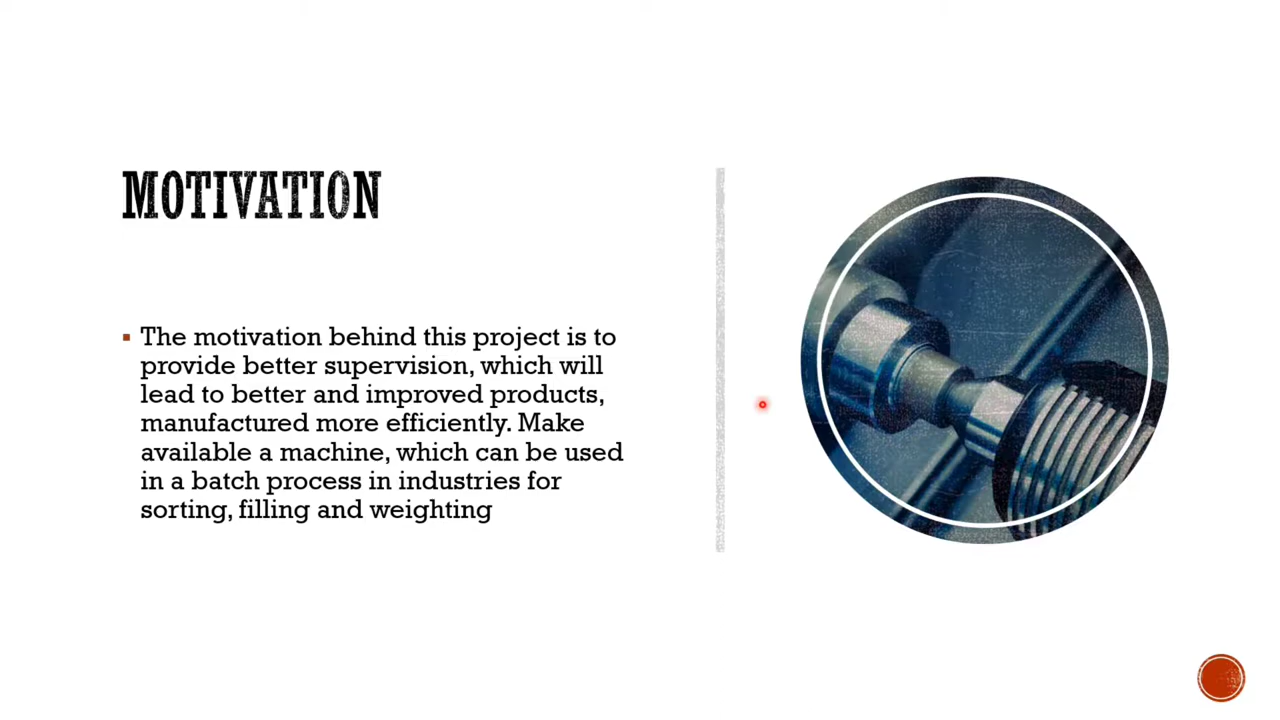 MOTIVATION
The motivation behind this project is to
provide better supervision, which will
lead to better and improved products,
manufactured more efficiently. Make
available a machine, which can be used
in a batch process in industries for
sorting, filling and weighting